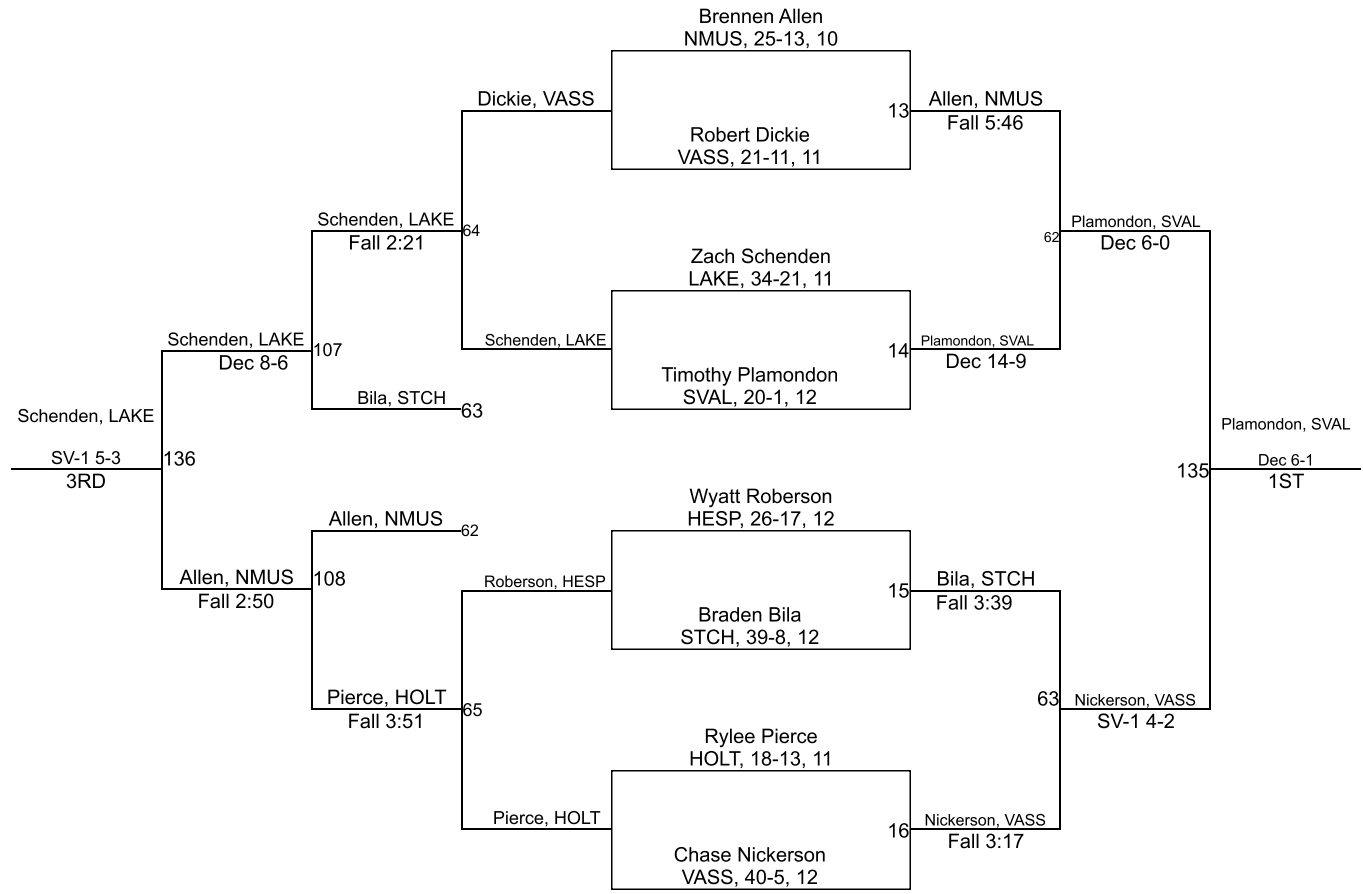 Brennen Allen
NMUS, 25-13, 10
Dickie, VASS
13
Allen, NMUS
Fall 5:46
Robert Dickie
VASS, 21-11, 11
Schenden, LAKE
Fall 2:21
64
62
Plamondon, SVAL
Dec 6-0
Zach Schenden
LAKE, 34-21, 11
Schenden, LAKE
Dec 8-6
107
Schenden, LAKE
14
Plamondon, SVAL
Dec 14-9
Timothy Plamondon
SVAL, 20-1, 12
Bila, STCH
63
Schenden, LAKE
SV-1 5-3
3RD
136
Plamondon, SVAL
135
Dec 6-1
1ST
Wyatt Roberson
HESP, 26-17, 12
Allen, NMUS
62
Allen, NMUS
Fall 2:50
108
Roberson, HESP
15
Bila, STCH
Fall 3:39
Braden Bila
STCH, 39-8, 12
Pierce, HOLT
Fall 3:51
65
63
Nickerson, VASS
SV-1 4-2
Rylee Pierce
HOLT, 18-13, 11
Pierce, HOLT
16
Nickerson, VASS
Fall 3:17
Chase Nickerson
VASS, 40-5, 12